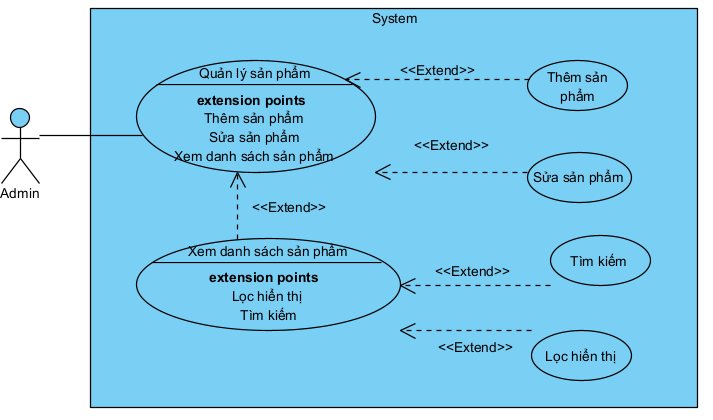 System
Quản lý sản phẩm
extension points
Thêm sản phẩm
Sửa sản phẩm
Xem danh sách sản phẩm
<<Extend>>
Thêm sản
phẩm
<<Extend>>
Sửa sản phẩm
Admin
<<Extend>>
Xem danh sách sản phẩm
extension points
Lọc hiển thị
Tìm kiếm
<<Extend>>
Tìm kiếm
<<Extend>>
Lọc hiển thị